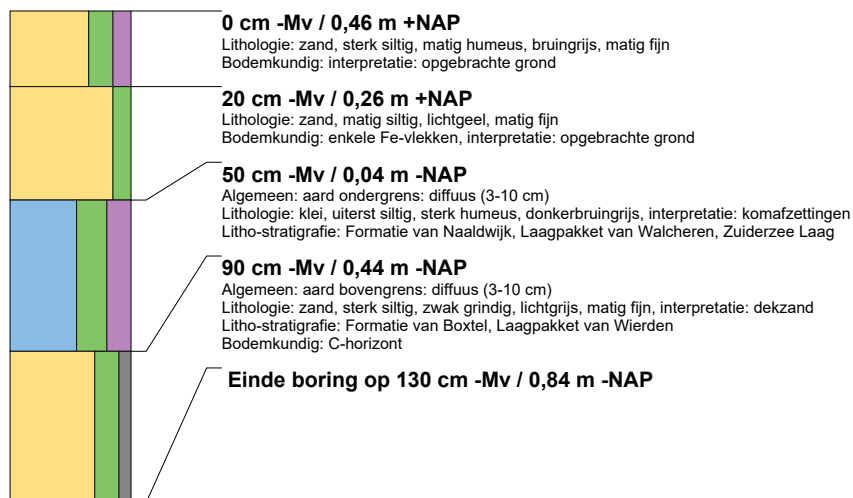 0 cm -Mv / 0,46 m +NAP
Lithologie: zand, sterk siltig, matig humeus, bruingrijs, matig fijn
Bodemkundig: interpretatie: opgebrachte grond
20 cm -Mv / 0,26 m +NAP
Lithologie: zand, matig siltig, lichtgeel, matig fijn
Bodemkundig: enkele Fe-vlekken, interpretatie: opgebrachte grond
50 cm -Mv / 0,04 m -NAP
Algemeen: aard ondergrens: diffuus (3-10 cm)
Lithologie: klei, uiterst siltig, sterk humeus, donkerbruingrijs, interpretatie: komafzettingen
Litho-stratigrafie: Formatie van Naaldwijk, Laagpakket van Walcheren, Zuiderzee Laag
90 cm -Mv / 0,44 m -NAP
Algemeen: aard bovengrens: diffuus (3-10 cm)
Lithologie: zand, sterk siltig, zwak grindig, lichtgrijs, matig fijn, interpretatie: dekzand
Litho-stratigrafie: Formatie van Boxtel, Laagpakket van Wierden
Bodemkundig: C-horizont
Einde boring op 130 cm -Mv / 0,84 m -NAP